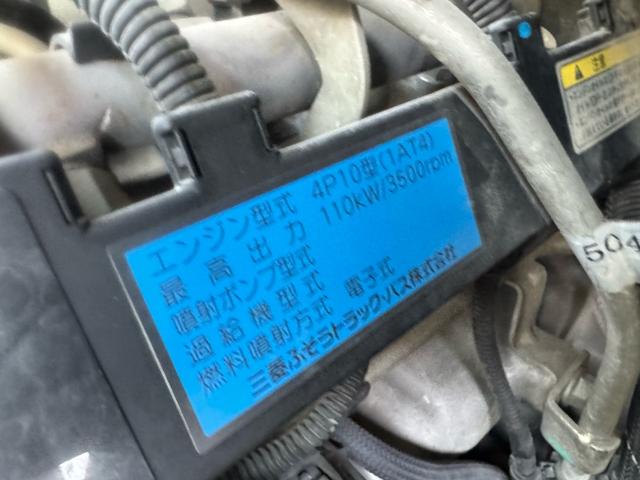 エンジン型式 4P10型(1AT4)
最高出力 110kW/3500rpm
噴射ポンプ型式
過給機型式
燃料噴射方式 電子式
三菱ふそうトラック・バス株式会社
注意
504